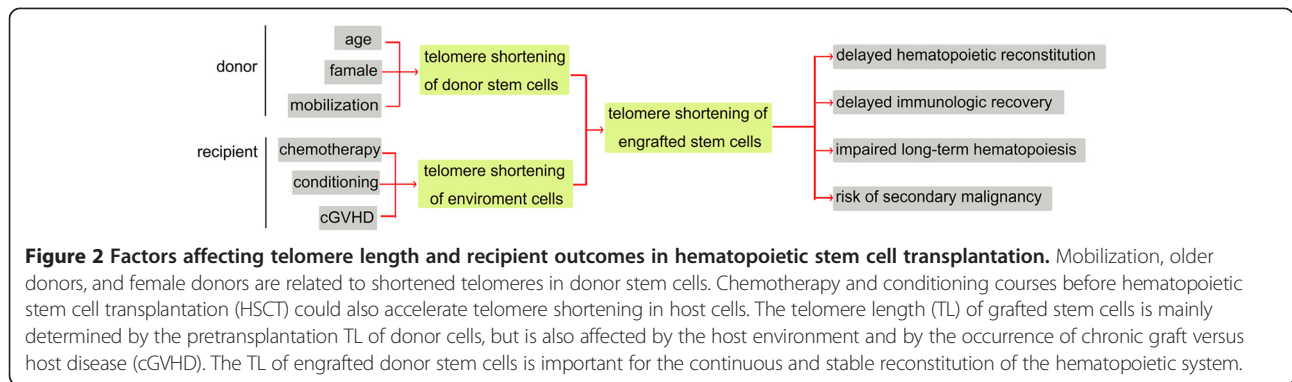 donor
age
famale
mobilization
recipient
chemotherapy
conditioning
cGVHD
telomere shortening
of donor stem cells
telomere shortening
of enviroment cells
telomere shortening of
engrafted stem cells
delayed hematopoietic reconstitution
delayed immunologic recovery
impaired long-term hematopoiesis
risk of secondary malignancy
Figure 2 Factors affecting telomere length and recipient outcomes in hematopoietic stem cell transplantation. Mobilization, older
donors, and female donors are related to shortened telomeres in donor stem cells. Chemotherapy and conditioning courses before hematopoietic
stem cell transplantation (HSCT) could also accelerate telomere shortening in host cells. The telomere length (TL) of grafted stem cells is mainly
determined by the pretransplantation TL of donor cells, but is also affected by the host environment and by the occurrence of chronic graft versus
host disease (cGVHD). The TL of engrafted donor stem cells is important for the continuous and stable reconstitution of the hematopoietic system.